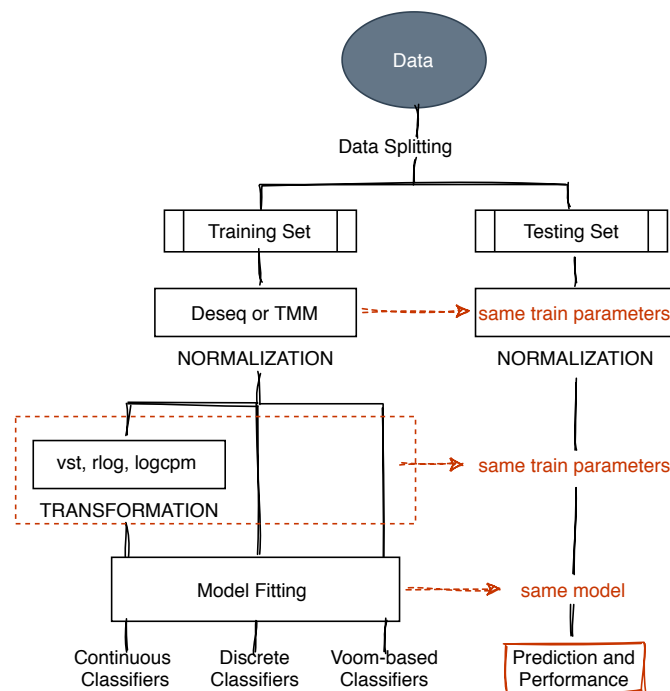 Data
Data Splitting
Training Set
Testing Set
Deseq or TMM
same train parameters
NORMALIZATION
NORMALIZATION
vst, rlog, logcpm
same train parameters
TRANSFORMATION
Model Fitting
same model
Continuous
Classifiers
Discrete
Classifiers
Voom-based
Classifiers
Prediction and
Performance